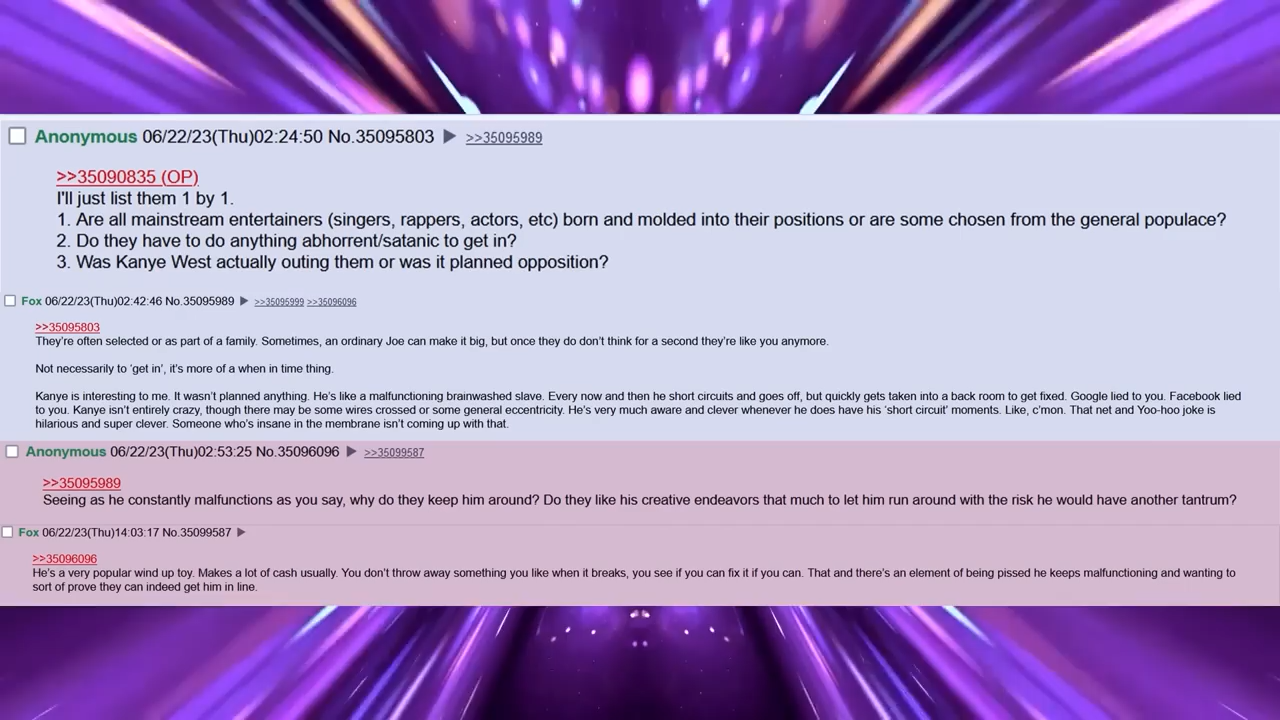 Anonymous 06/22/23(Thu)02:24:50 No.35095803 ▶ >>35095989
>>35090835 (OP)
I'll just list them 1 by 1.
1. Are all mainstream entertainers (singers, rappers, actors, etc) born and molded into their positions or are some chosen from the general populace?
2. Do they have to do anything abhorrent/satanic to get in?
3. Was Kanye West actually outing them or was it planned opposition?
Fox 06/22/23(Thu)02:42:46 No.35095989 ▶ >>35095999 >>35096096
>>35095803
They're often selected or as part of a family. Sometimes, an ordinary Joe can make it big, but once they do don't think for a second they're like you anymore.
Not necessarily to 'get in', it's more of a when in time thing.
Kanye is interesting to me. It wasn't planned anything. He's like a malfunctioning brainwashed slave. Every now and then he short circuits and goes off, but quickly gets taken into a back room to get fixed. Google lied to you. Facebook lied
to you. Kanye isn't entirely crazy, though there may be some wires crossed or some general eccentricity. He's very much aware and clever whenever he does have his 'short circuit' moments. Like, c'mon. That net and Yoo-hoo joke is
hilarious and super clever. Someone who's insane in the membrane isn't coming up with that.
Anonymous 06/22/23(Thu)02:53:25 No.35096096 ▶ >>35099587
>>35095989
Seeing as he constantly malfunctions as you say, why do they keep him around? Do they like his creative endeavors that much to let him run around with the risk he would have another tantrum?
Fox 06/22/23(Thu)14:03:17 No.35099587 ▶
>>35096096
He's a very popular wind up toy. Makes a lot of cash usually. You don't throw away something you like when it breaks, you see if you can fix it if you can. That and there's an element of being pissed he keeps malfunctioning and wanting to
sort of prove they can indeed get him in line.